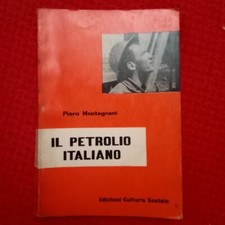 Piero Montagnani
IL PETROLIO
ITALIANO
Edizioni Cultura Sociale